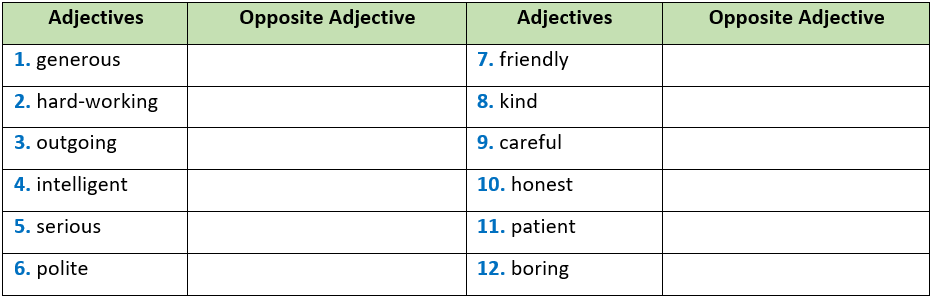 Adjectives Opposite Adjective Adjectives Opposite Adjective
1. generous 7. friendly
2. hard-working 8. kind
3. outgoing 9. careful
4. intelligent 10. honest
5. serious 11. patient
6. polite 12. boring